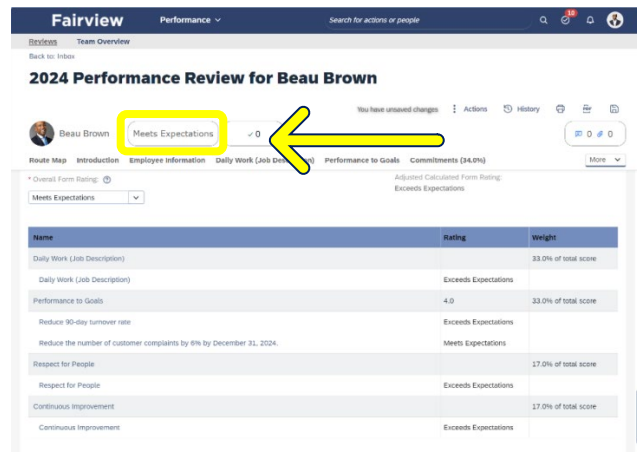 Fairview Performance Search for actions or people 12
Reviews Team Overview
Back to: Inbox
2024 Performance Review for Beau Brown
You have unsaved changes Actions History
Beau Brown Meets Expectations 0 0 0
Route Map Introduction Employee Information Daily Work (Job Description) Performance to Goals Commitments (34.0%) More
* Overall Form Rating: Adjusted Calculated Form Rating:
Exceeds Expectations
Meets Expectations
Name Rating Weight
Daily Work (Job Description) 33.0% of total score
Daily Work (Job Description) Exceeds Expectations
Performance to Goals 4.0 33.0% of total score
Reduce 90-day turnover rate Exceeds Expectations
Reduce the number of customer complaints by 6% by December 31, 2024. Meets Expectations
Respect for People 17.0% of total score
Respect for People Exceeds Expectations
Continuous Improvement 17.0% of total score
Continuous Improvement Exceeds Expectations